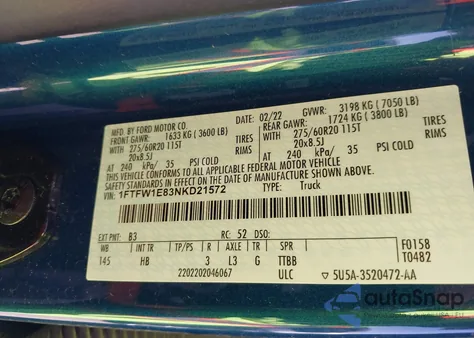 MFD. BY FORD MOTOR CO.
02/22 GVWR: 3198 KG ( 7050 LB)
FRONT GAWR: 1633 KG ( 3600 LB) REAR GAWR: 1724 KG ( 3800 LB)
WITH 275/60R20 115T TIRES WITH 275/60R20 115T TIRES
20x8.5J RIMS 20x8.5J RIMS
AT 240 kPa/ 35 PSI COLD AT 240 kPa/ 35 PSI COLD
THIS VEHICLE CONFORMS TO ALL APPLICABLE FEDERAL MOTOR VEHICLE
SAFETY STANDARDS IN EFFECT ON THE DATE OF MANUFACTURE SHOWN ABOVE.
VIN: 1FTFW1E83NKD21572 TYPE: Truck
EXT PNT: B3 RC: 52 DSO:
WB INT TR TP/PS R AXLE TR SPR F0158
145 HB 3 L3 G TTBB T0482
2202202046067 ULC 5U5A-3520472-AA
autoSnap